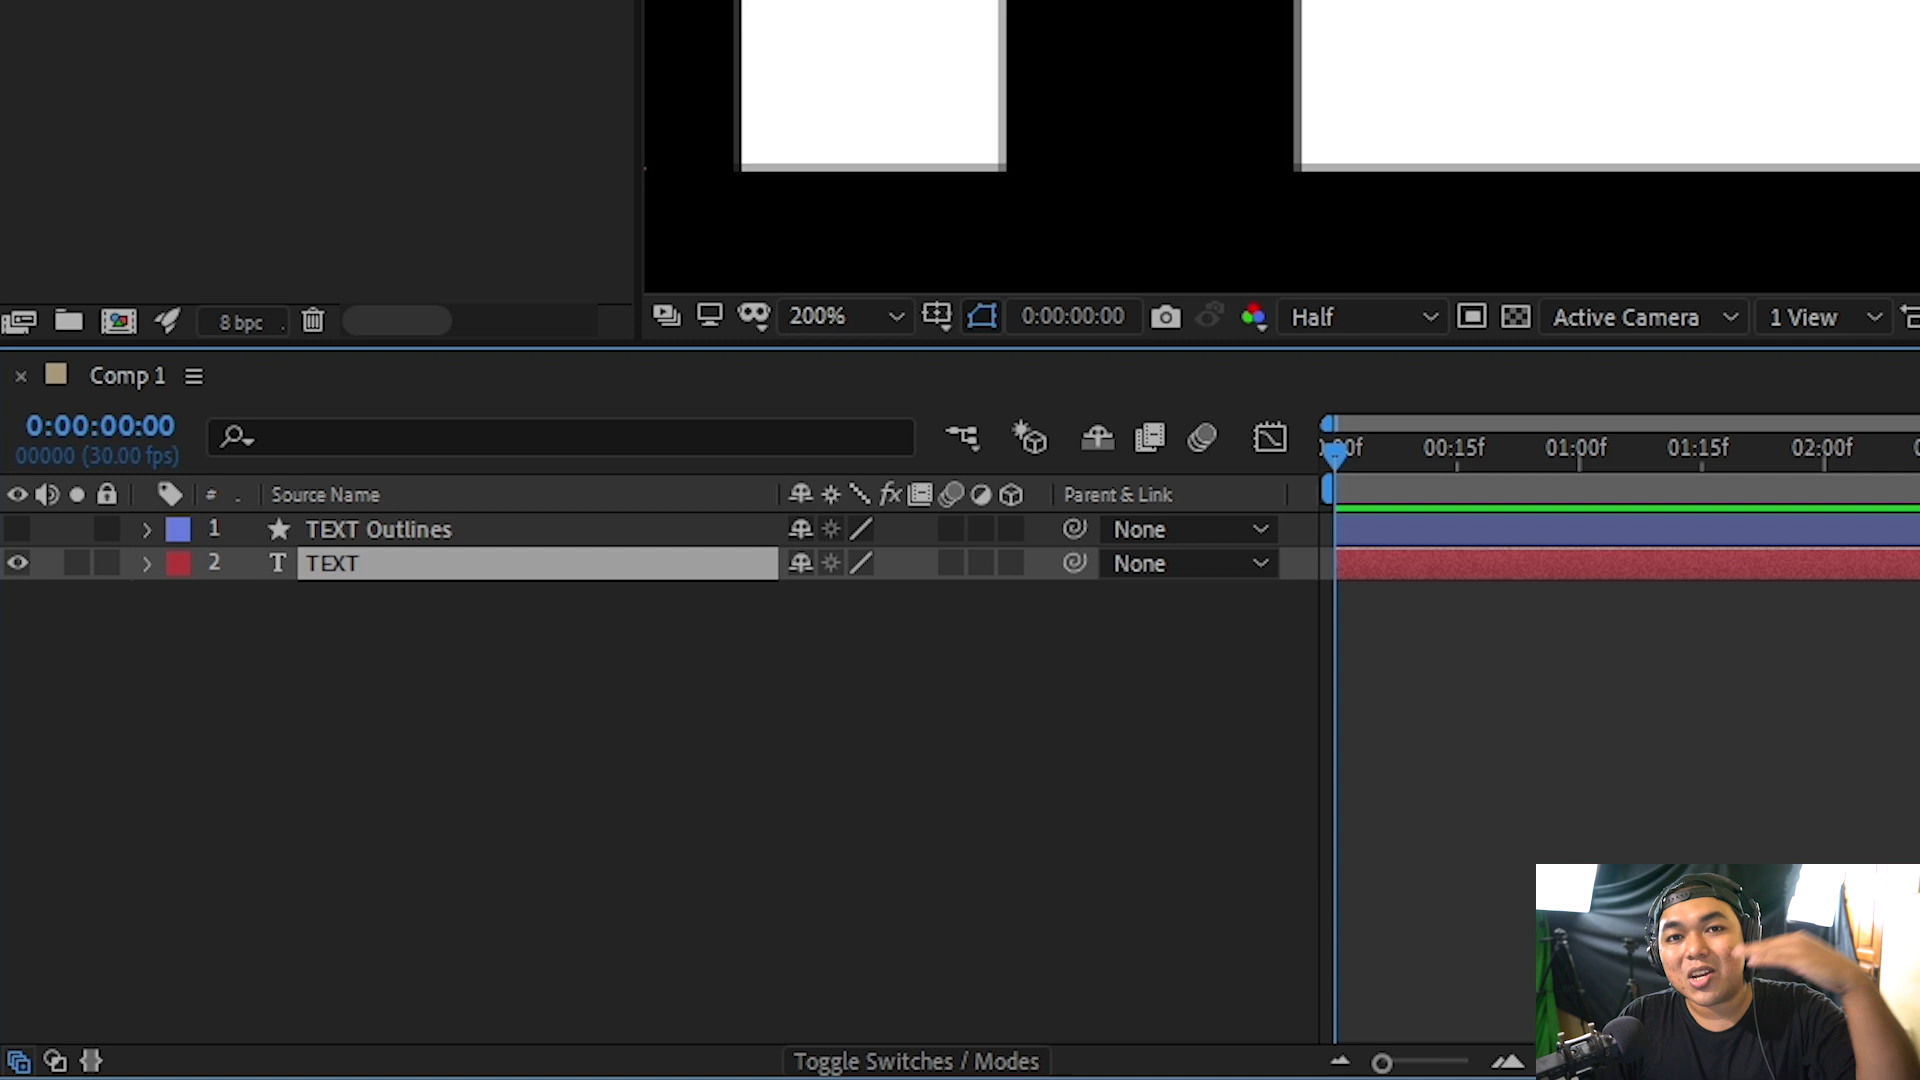 8 bpc
200%
0:00:00:00
Half
Active Camera
1 View
Comp 1
0:00:00:00
00000 (30.00 fps)
00f 00:15f 01:00f 01:15f 02:00f
# . Source Name fx Parent & Link
1 TEXT Outlines None
2 T TEXT None
Toggle Switches / Modes